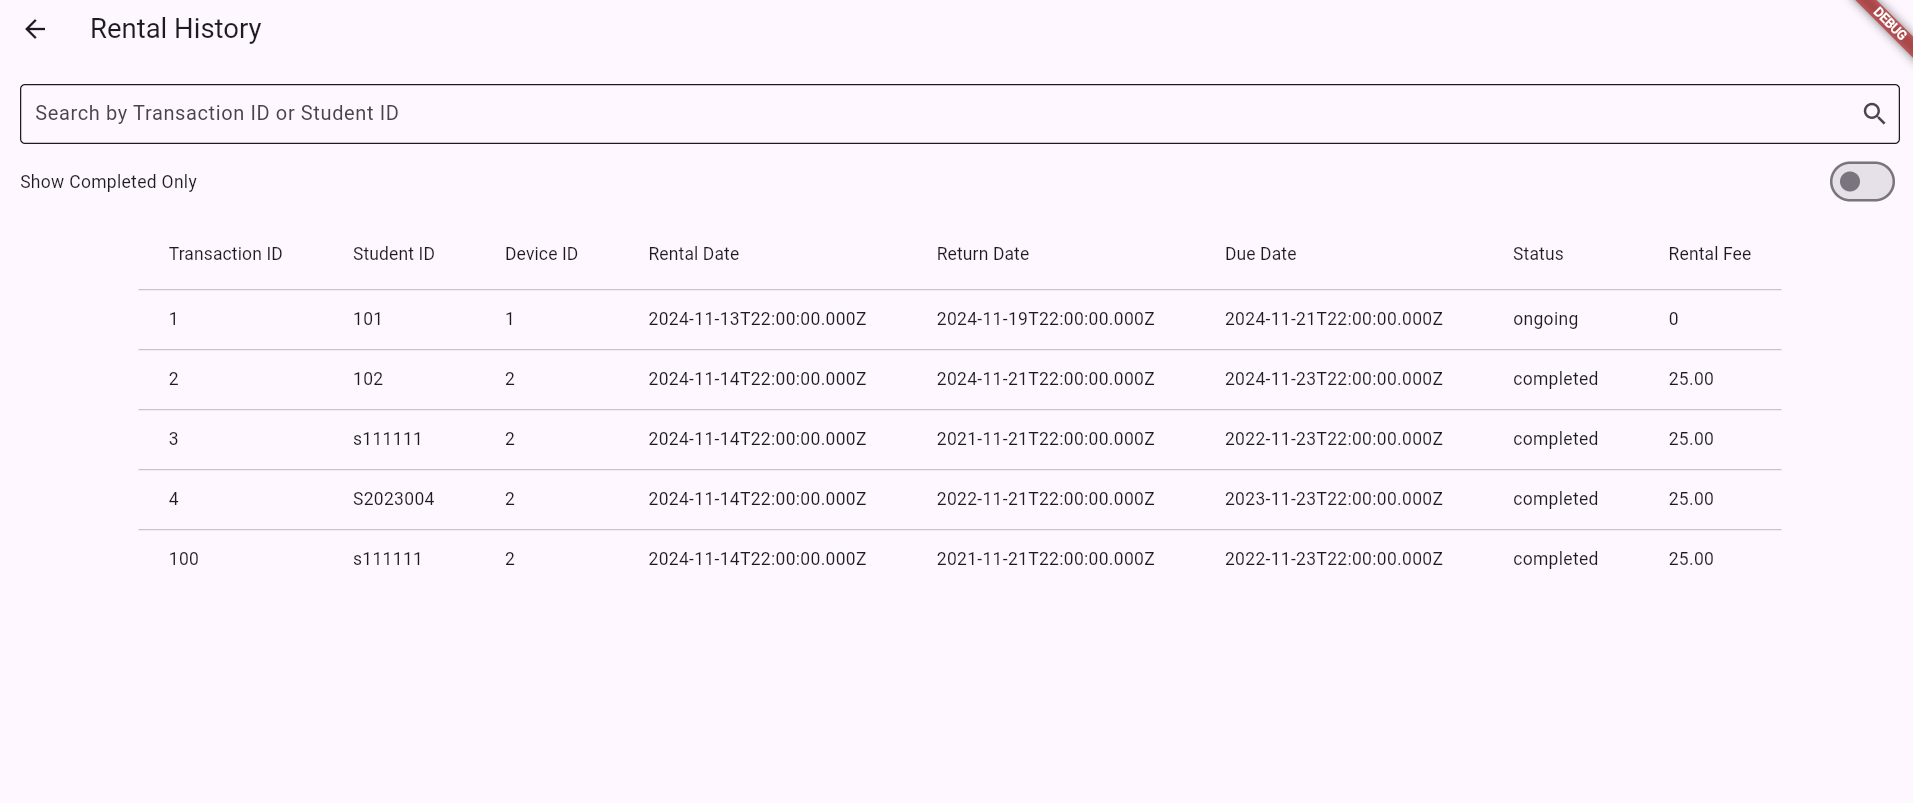 Rental History
DEBUG
Search by Transaction ID or Student ID
Show Completed Only
Transaction ID Student ID Device ID Rental Date Return Date Due Date Status Rental Fee
1 101 1 2024-11-13T22:00:00.000Z 2024-11-19T22:00:00.000Z 2024-11-21T22:00:00.000Z ongoing 0
2 102 2 2024-11-14T22:00:00.000Z 2024-11-21T22:00:00.000Z 2024-11-23T22:00:00.000Z completed 25.00
3 s111111 2 2024-11-14T22:00:00.000Z 2021-11-21T22:00:00.000Z 2022-11-23T22:00:00.000Z completed 25.00
4 S2023004 2 2024-11-14T22:00:00.000Z 2022-11-21T22:00:00.000Z 2023-11-23T22:00:00.000Z completed 25.00
100 s111111 2 2024-11-14T22:00:00.000Z 2021-11-21T22:00:00.000Z 2022-11-23T22:00:00.000Z completed 25.00